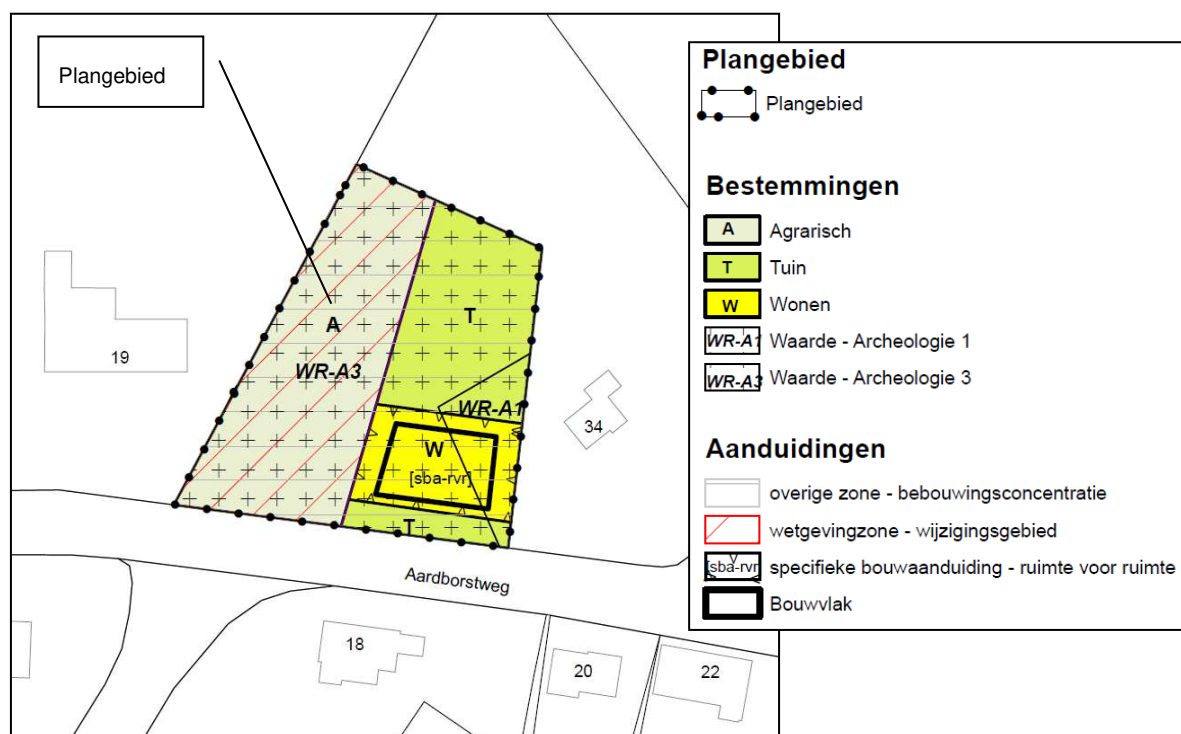 Plangebied
A
WR-A3
T
WR-A1
W
[sba-rvr]
T
19
34
Aardborstweg
18
20
22
Plangebied
Plangebied
Bestemmingen
A Agrarisch
T Tuin
W Wonen
WR-A1 Waarde - Archeologie 1
WR-A3 Waarde - Archeologie 3
Aanduidingen
overige zone - bebouwingsconcentratie
wetgevingzone - wijzigingsgebied
[sba-rvr] specifieke bouwaanduiding - ruimte voor ruimte
Bouwvlak